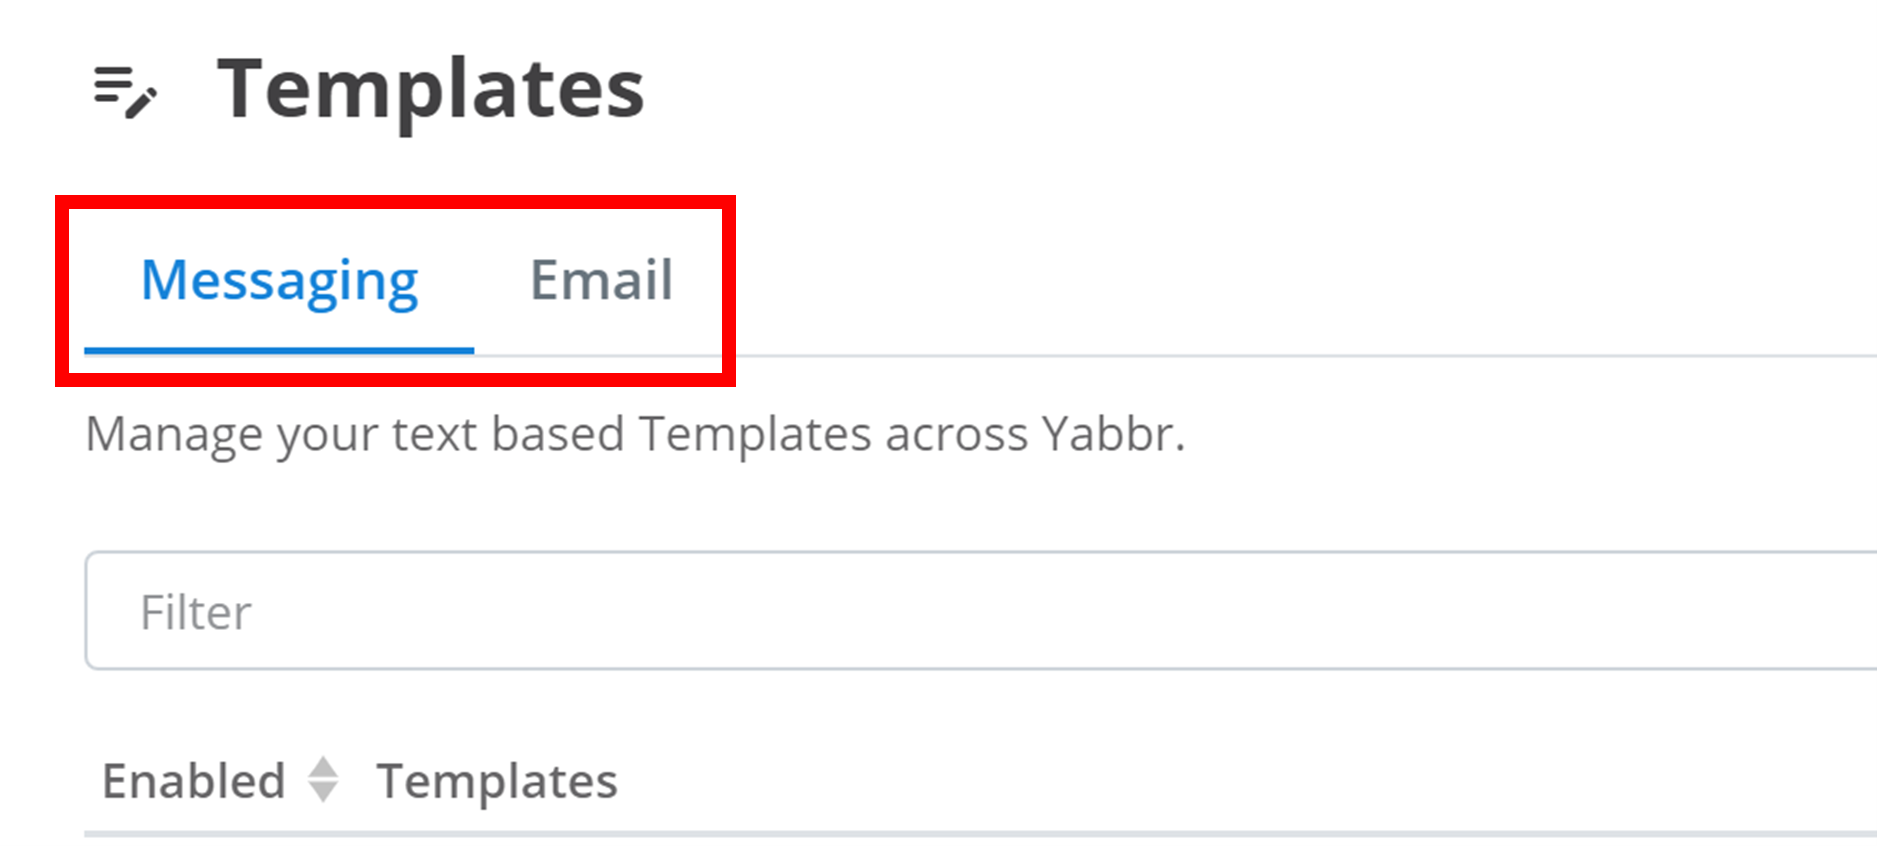 Templates
Messaging Email
Manage your text based Templates across Yabbr.
Filter
Enabled Templates